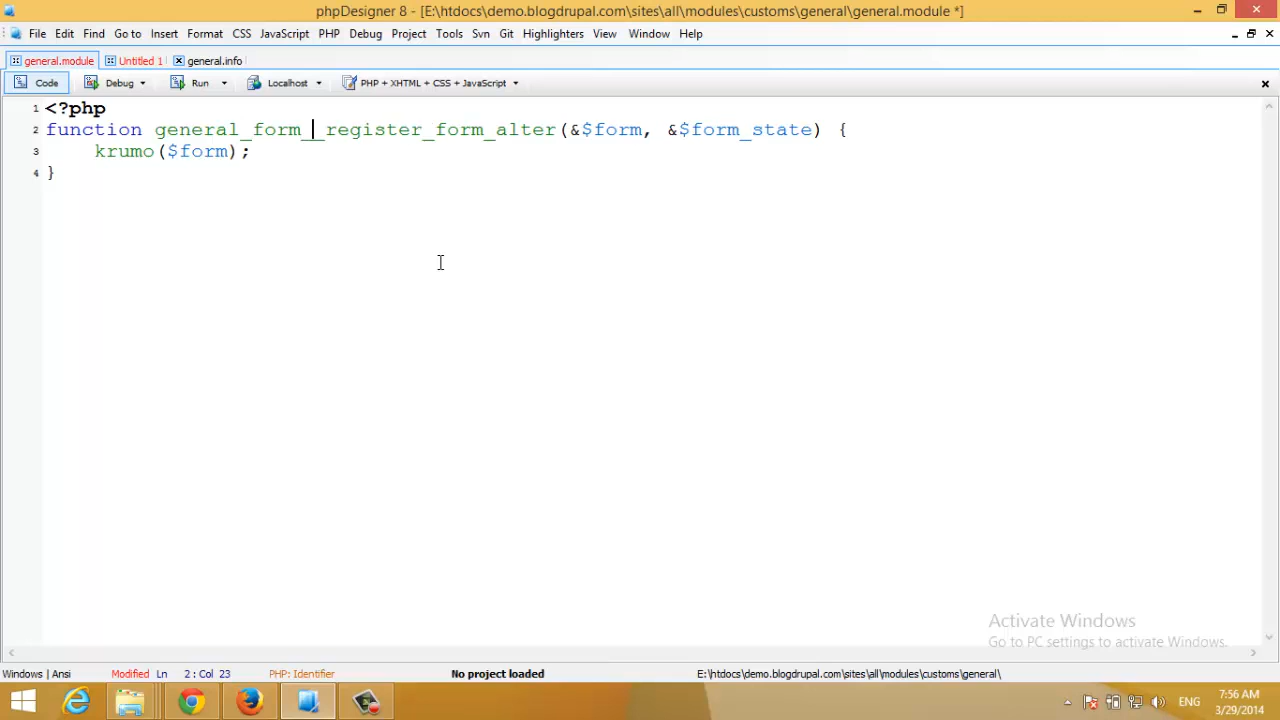 phpDesigner 8 - [E:\htdocs\demo.blogdrupal.com\sites\all\modules\customs\general\general.module *]
File Edit Find Go to Insert Format CSS JavaScript PHP Debug Project Tools Svn Git Highlighters View Window Help
general.module Untitled 1 general.info
Code Debug Run Localhost PHP + XHTML + CSS + JavaScript
1 <?php
2 function general_form__register_form_alter(&$form, &$form_state) {
3 krumo($form);
4 }
Activate Windows
Go to PC settings to activate Windows.
Windows | Ansi Modified Ln 2 : Col 23 PHP: Identifier No project loaded E:\htdocs\demo.blogdrupal.com\sites\all\modules\customs\general\
ENG 7:56 AM
3/29/2014